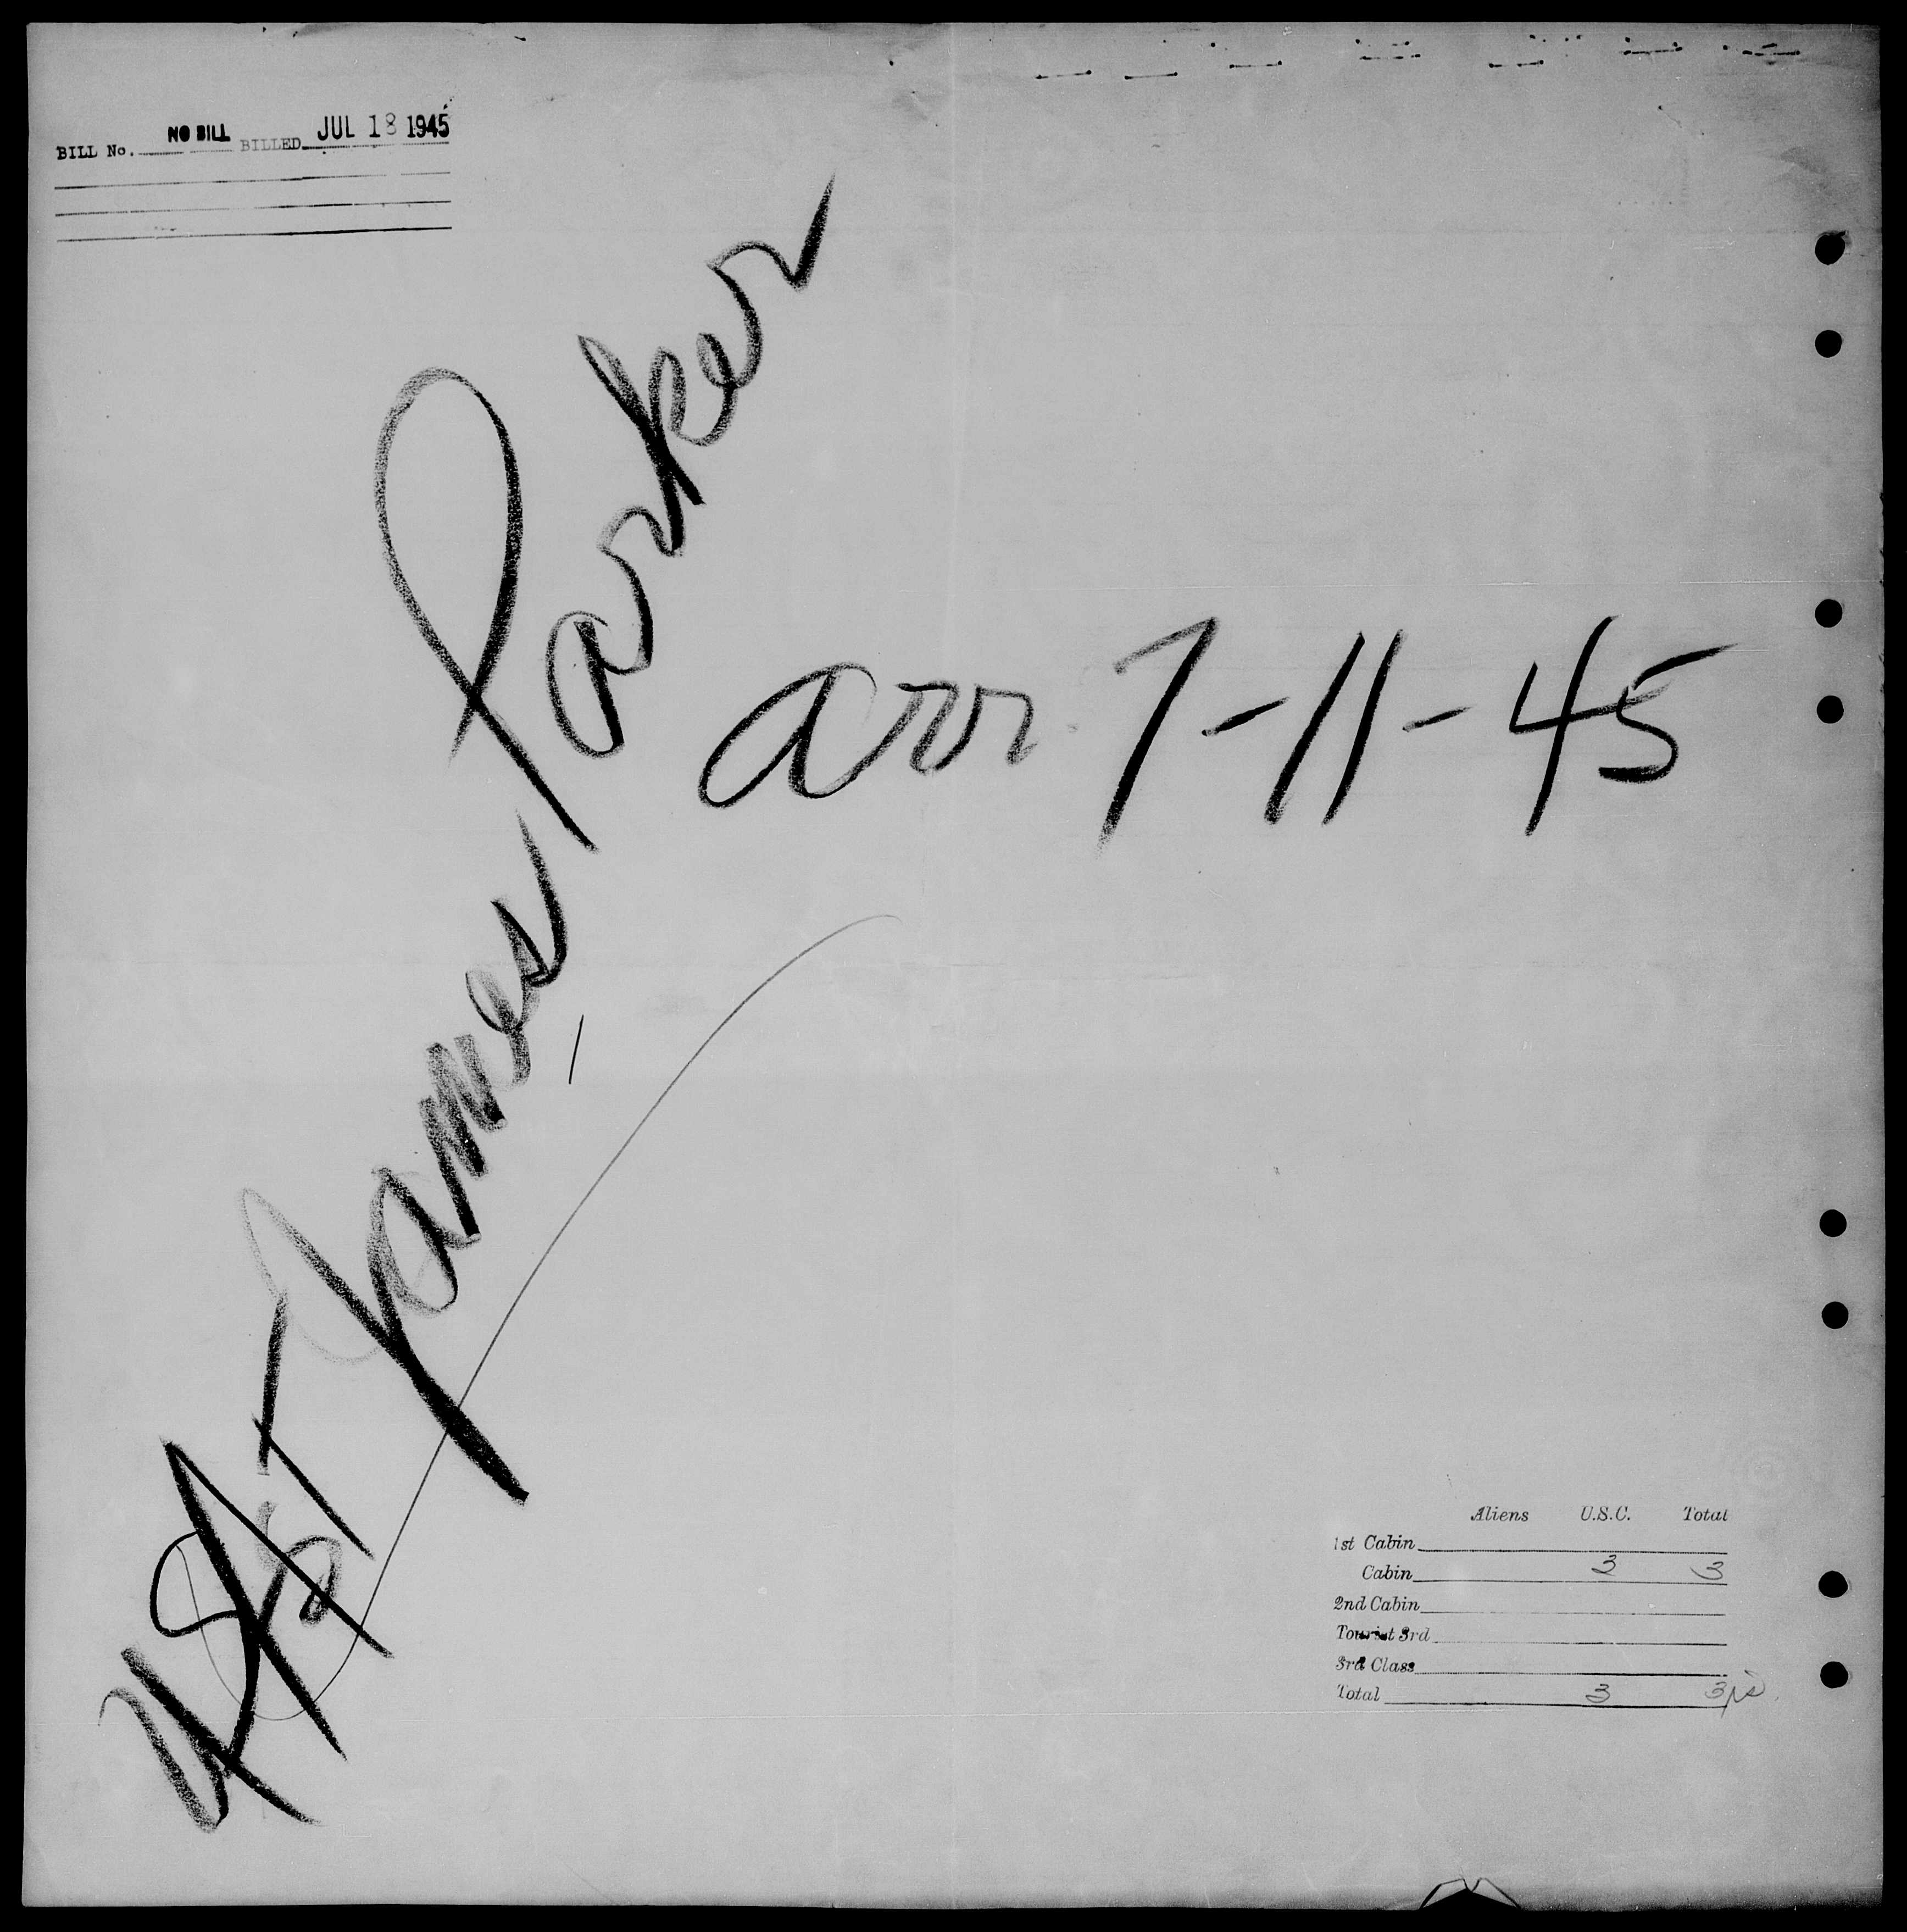 BILL No. NO BILL BILLED JUL 18 1945
USAT James Parker
arr 7-11-45
Aliens U.S.C. Total
1st Cabin
Cabin 3 3
2nd Cabin
Tourist 3rd
3rd Class
Total 3 3